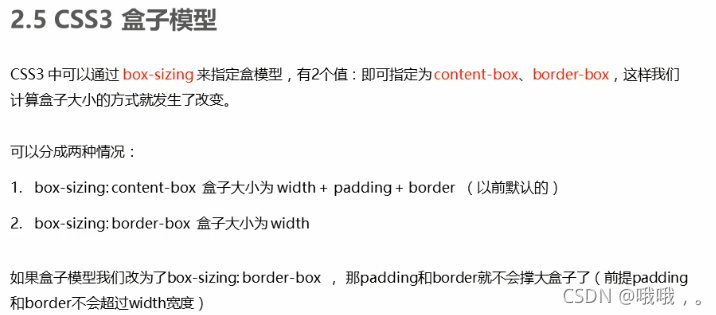 2.5 CSS3 盒子模型
CSS3 中可以通过 box-sizing 来指定盒模型，有2个值：即可指定为content-box、border-box，这样我们
计算盒子大小的方式就发生了改变。
可以分成两种情况：
1. box-sizing: content-box 盒子大小为 width + padding + border （以前默认的）
2. box-sizing: border-box 盒子大小为 width
如果盒子模型我们改为了box-sizing: border-box ， 那padding和border就不会撑大盒子了（前提padding
和border不会超过width宽度）
CSDN @哦哦，。